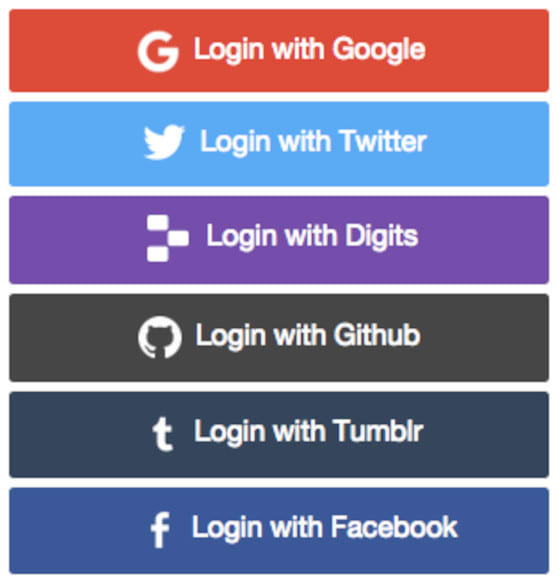 Login with Google
Login with Twitter
Login with Digits
Login with Github
Login with Tumblr
Login with Facebook